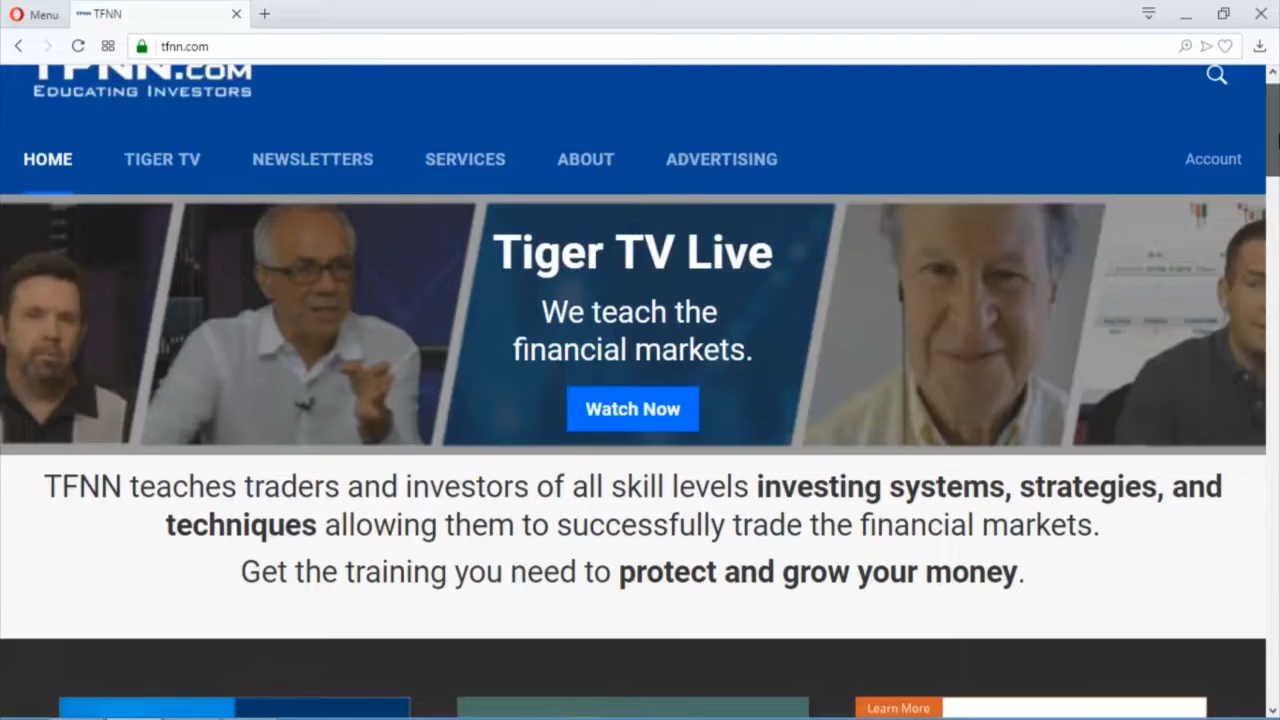 Menu
TFNN
tfnn.com
TFNN.COM
EDUCATING INVESTORS
HOME TIGER TV NEWSLETTERS SERVICES ABOUT ADVERTISING Account
Tiger TV Live
We teach the
financial markets.
Watch Now
TFNN teaches traders and investors of all skill levels investing systems, strategies, and
techniques allowing them to successfully trade the financial markets.
Get the training you need to protect and grow your money.
Learn More